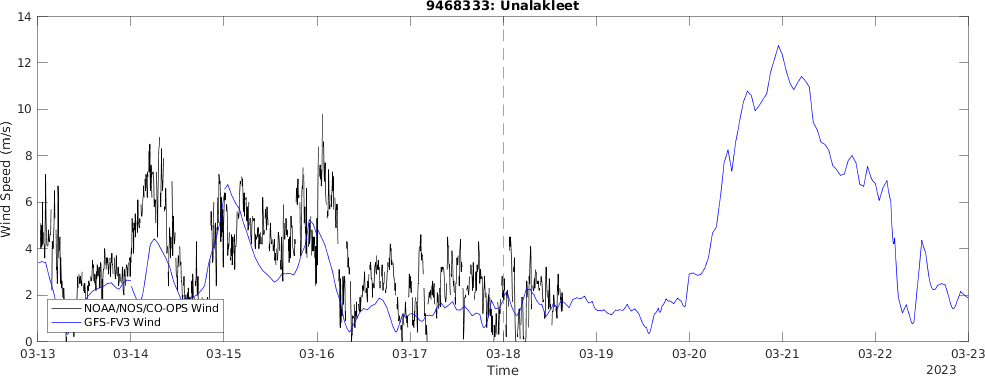 9468333: Unalakleet
Wind Speed (m/s)
14
12
10
8
6
4
2
0
NOAA/NOS/CO-OPS Wind
GFS-FV3 Wind
03-13 03-14 03-15 03-16 03-17 03-18 03-19 03-20 03-21 03-22 03-23
Time
2023